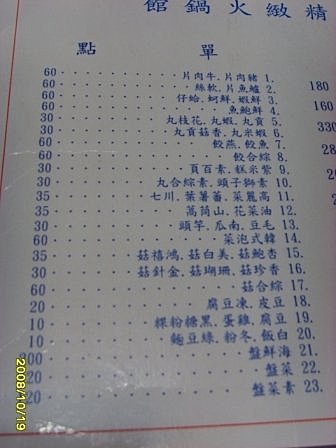 精緻火鍋館
單點
1. 豬肉片、牛肉片 60
2. 鱸魚片、軟絲 60
3. 鮮蝦、鮮蚵、蛤仔 60
4. 鮮鮑魚 60
5. 貢丸、蝦丸、花枝丸 30
6. 蝦米丸、香菇貢丸 30
7. 魚餃、燕餃 60
8. 綜合餃 60
9. 紫米糕、素百頁 30
10. 素獅子頭、素綜合丸 30
11. 高麗菜、蕃薯葉、川七 35
12. 油菜花、山茼萵 30
13. 毛豆、南瓜、芋頭 30
14. 韓式泡菜 60
15. 杏鮑菇、美白菇、鴻禧菇 35
16. 珍香菇、珊瑚菇、金針菇 30
17. 綜合菇 60
18. 豆皮、凍豆腐 20
19. 豆腐、雞蛋、黑糖粉粿 10
20. 白飯、冬粉、綠豆麵 10
21. 海鮮盤 200
22. 菜盤 20
23. 素菜盤 20
180
160
330
2008/10/19